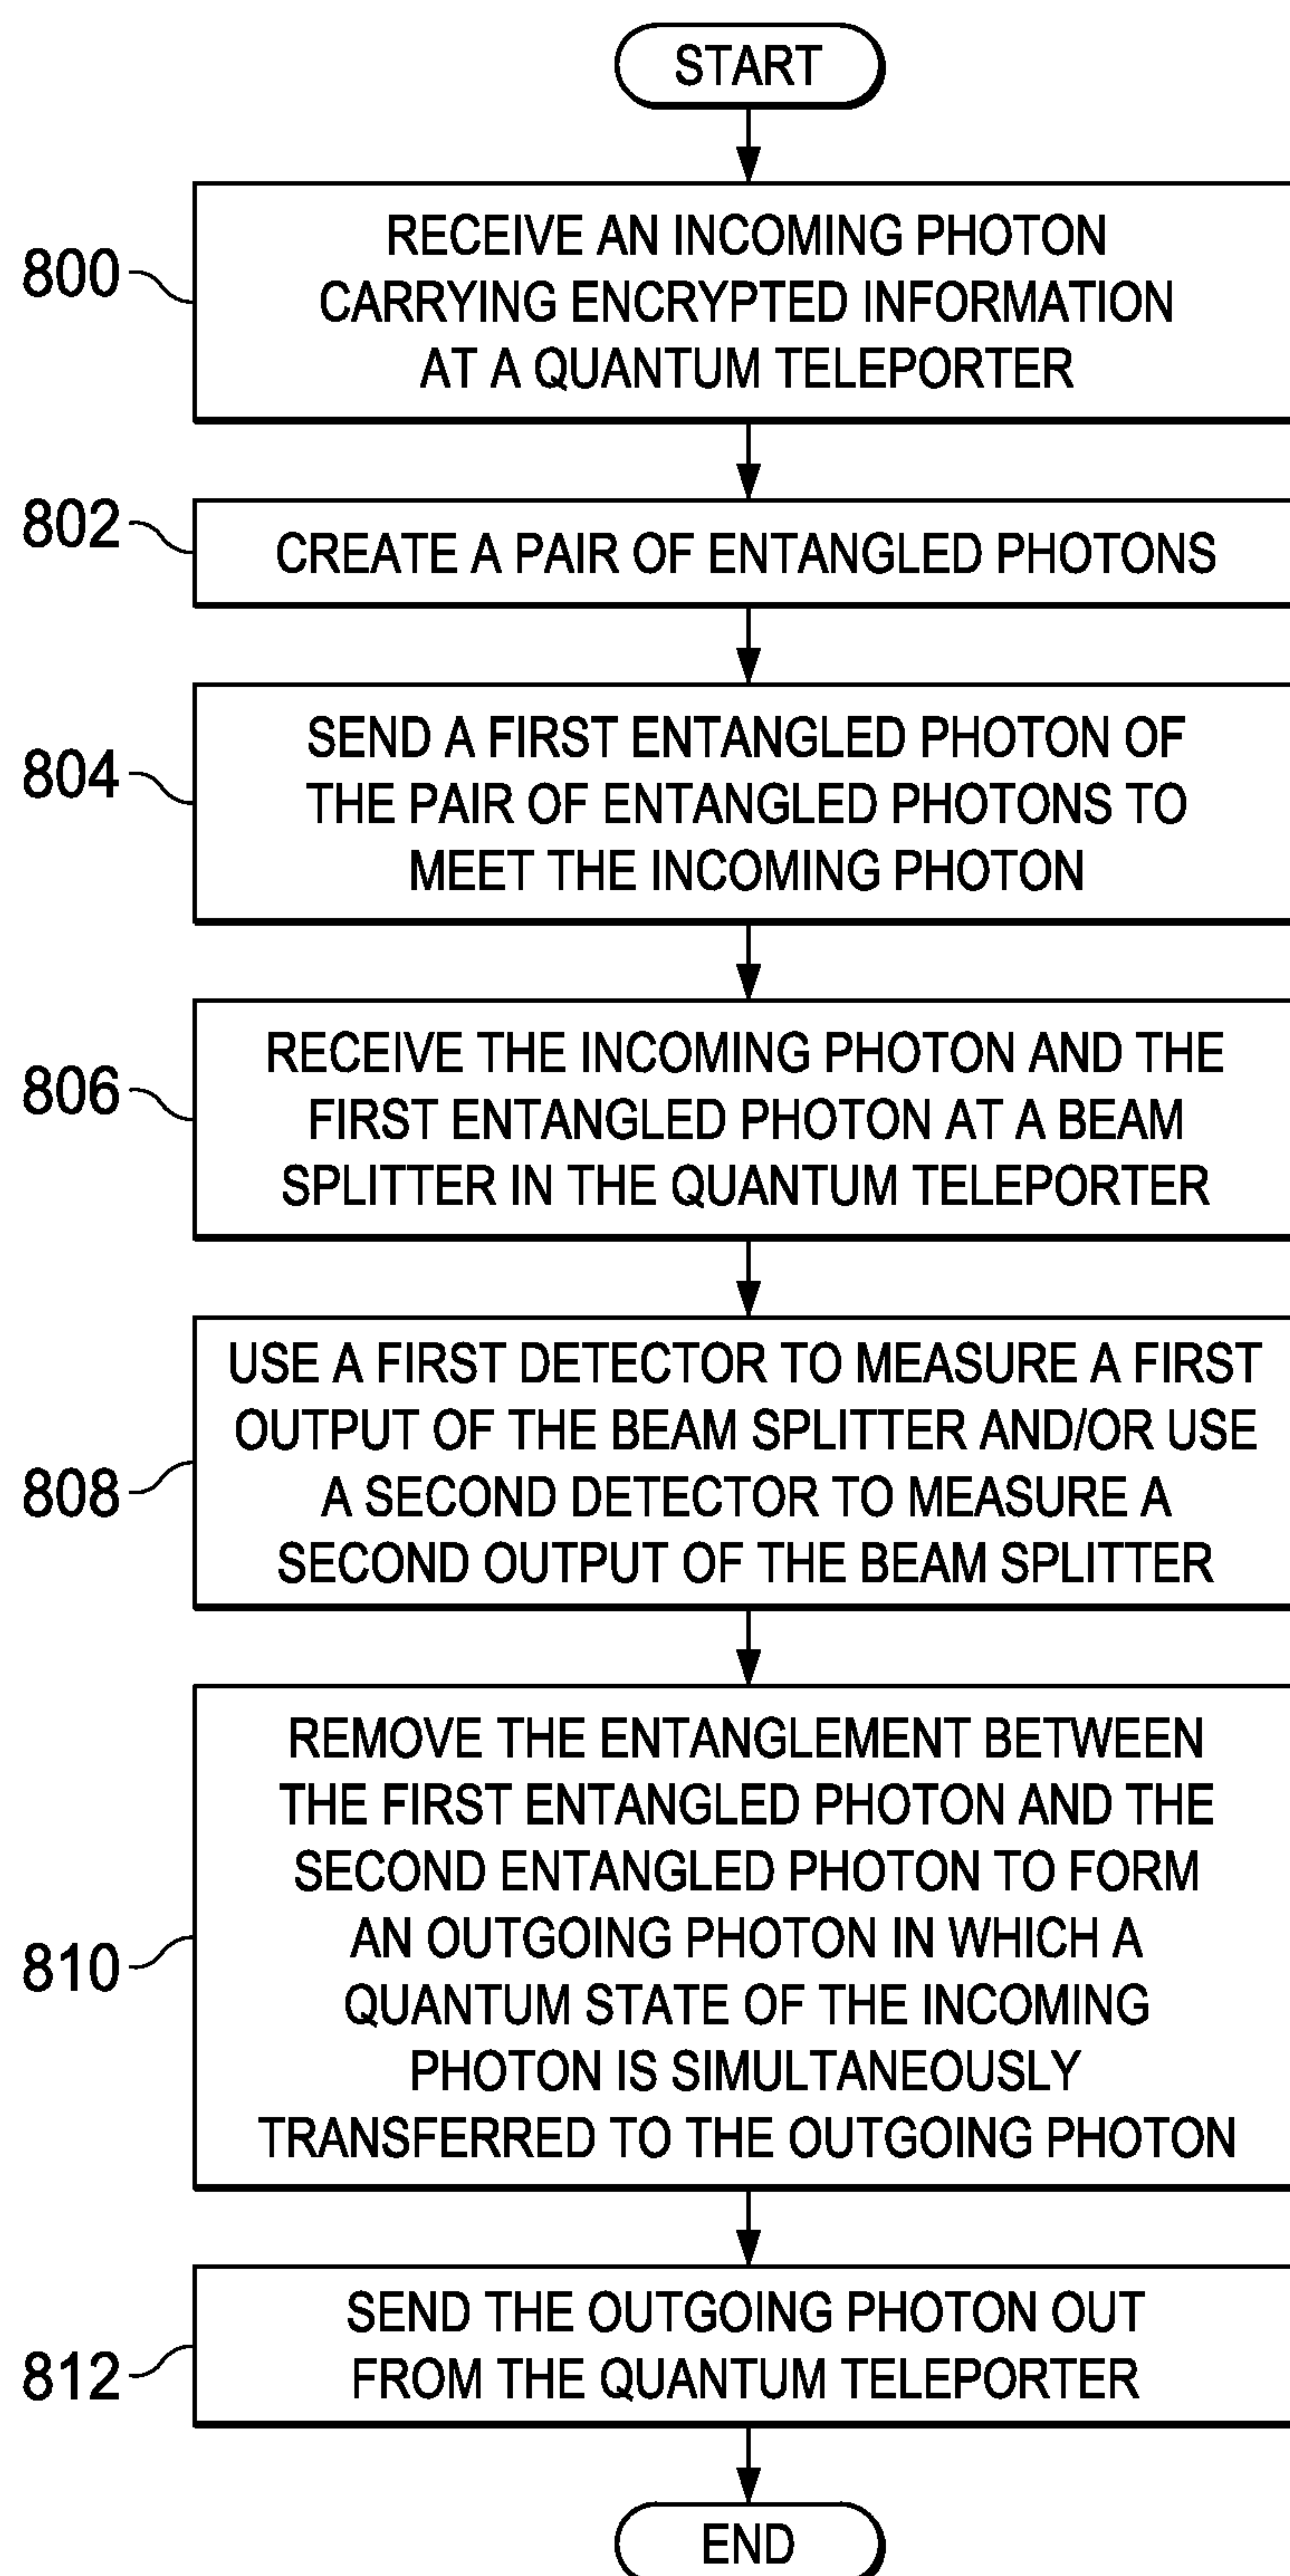 START
800
RECEIVE AN INCOMING PHOTON
CARRYING ENCRYPTED INFORMATION
AT A QUANTUM TELEPORTER
802
CREATE A PAIR OF ENTANGLED PHOTONS
804
SEND A FIRST ENTANGLED PHOTON OF
THE PAIR OF ENTANGLED PHOTONS TO
MEET THE INCOMING PHOTON
806
RECEIVE THE INCOMING PHOTON AND THE
FIRST ENTANGLED PHOTON AT A BEAM
SPLITTER IN THE QUANTUM TELEPORTER
808
USE A FIRST DETECTOR TO MEASURE A FIRST
OUTPUT OF THE BEAM SPLITTER AND/OR USE
A SECOND DETECTOR TO MEASURE A
SECOND OUTPUT OF THE BEAM SPLITTER
810
REMOVE THE ENTANGLEMENT BETWEEN
THE FIRST ENTANGLED PHOTON AND THE
SECOND ENTANGLED PHOTON TO FORM
AN OUTGOING PHOTON IN WHICH A
QUANTUM STATE OF THE INCOMING
PHOTON IS SIMULTANEOUSLY
TRANSFERRED TO THE OUTGOING PHOTON
812
SEND THE OUTGOING PHOTON OUT
FROM THE QUANTUM TELEPORTER
END